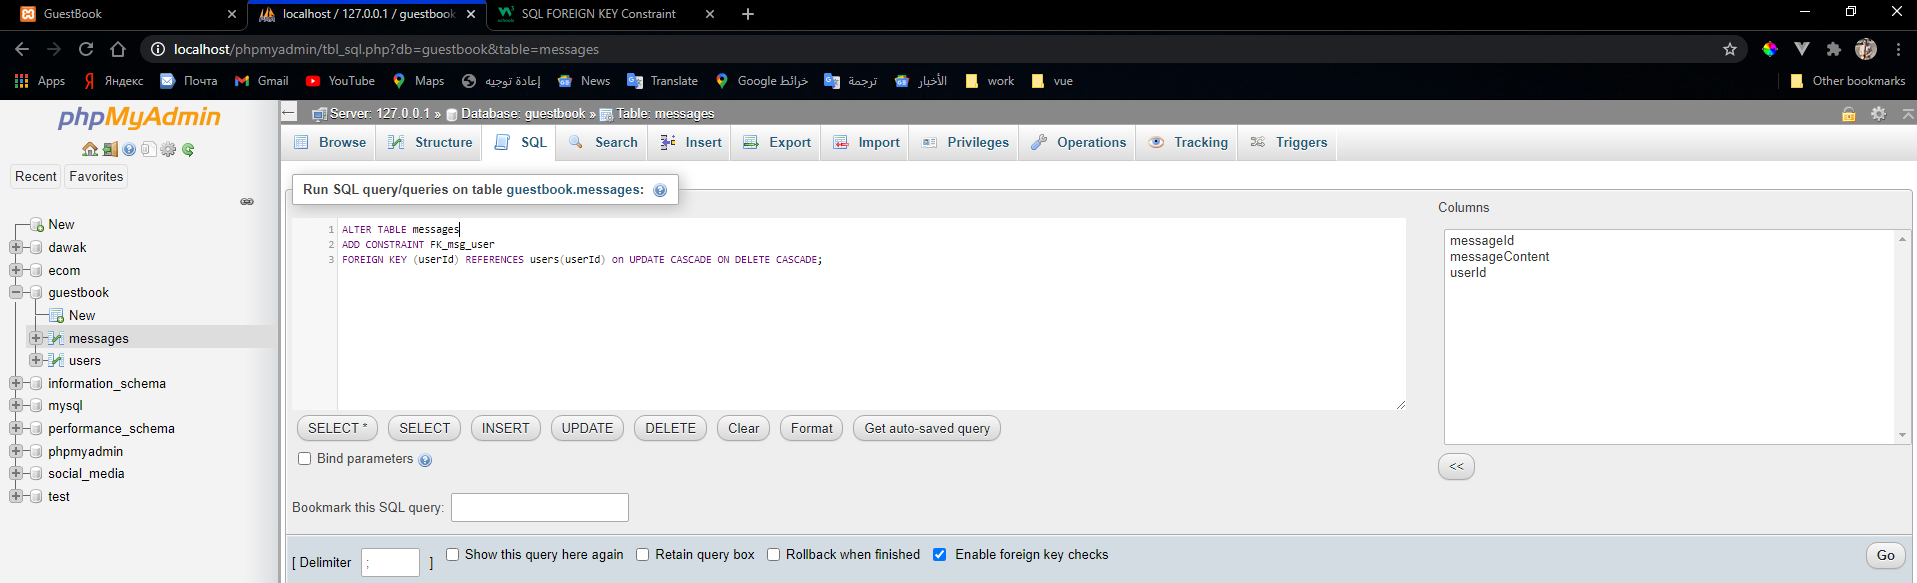 GuestBook
localhost / 127.0.0.1 / guestbook
SQL FOREIGN KEY Constraint
localhost/phpmyadmin/tbl_sql.php?db=guestbook&table=messages
Apps Яндекс Почта Gmail YouTube Maps إعادة توجيه News Translate خرائط Google ترجمة الأخبار work vue Other bookmarks
phpMyAdmin
Recent Favorites
New
dawak
ecom
guestbook
New
messages
users
information_schema
mysql
performance_schema
phpmyadmin
social_media
test
Server: 127.0.0.1 » Database: guestbook » Table: messages
Browse Structure SQL Search Insert Export Import Privileges Operations Tracking Triggers
Run SQL query/queries on table guestbook.messages:
1 ALTER TABLE messages
2 ADD CONSTRAINT FK_msg_user
3 FOREIGN KEY (userId) REFERENCES users(userId) on UPDATE CASCADE ON DELETE CASCADE;
Columns
messageId
messageContent
userId
<<
SELECT * SELECT INSERT UPDATE DELETE Clear Format Get auto-saved query
Bind parameters
Bookmark this SQL query:
[ Delimiter ; ] Show this query here again Retain query box Rollback when finished Enable foreign key checks Go